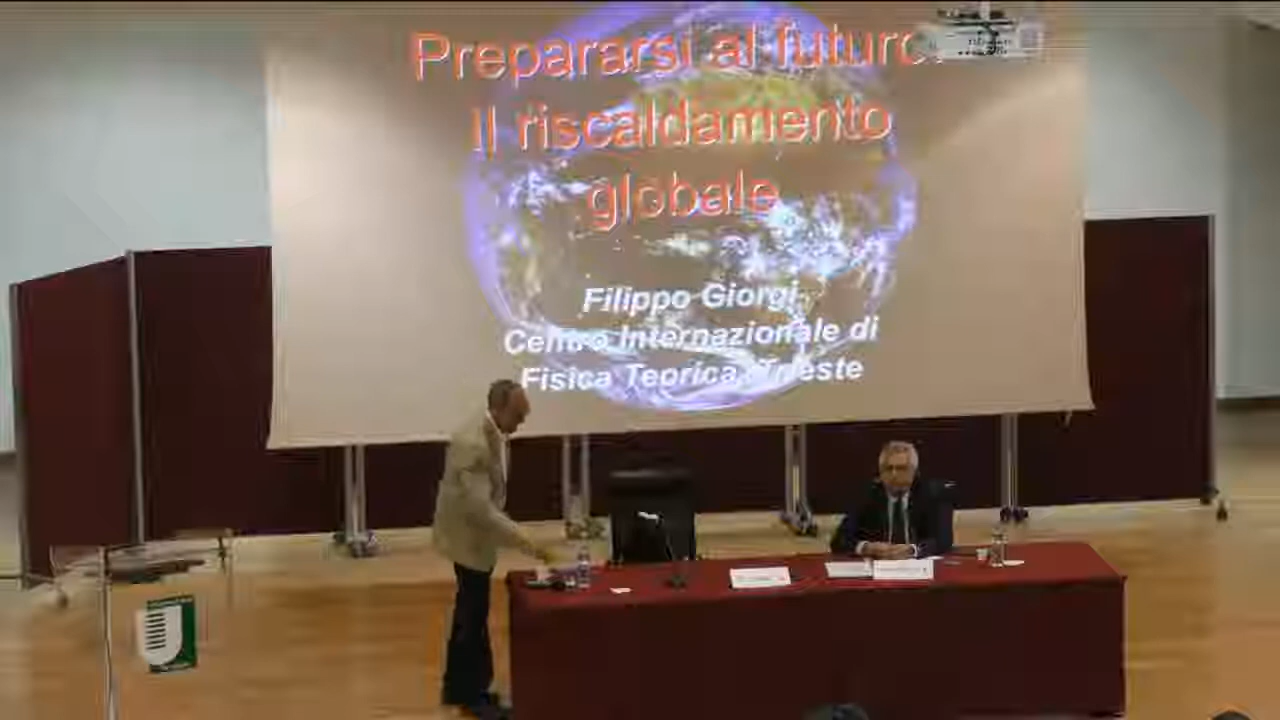 Prepararsi al futuro:
Il riscaldamento
globale
Filippo Giorgi
Centro Internazionale di
Fisica Teorica, Trieste